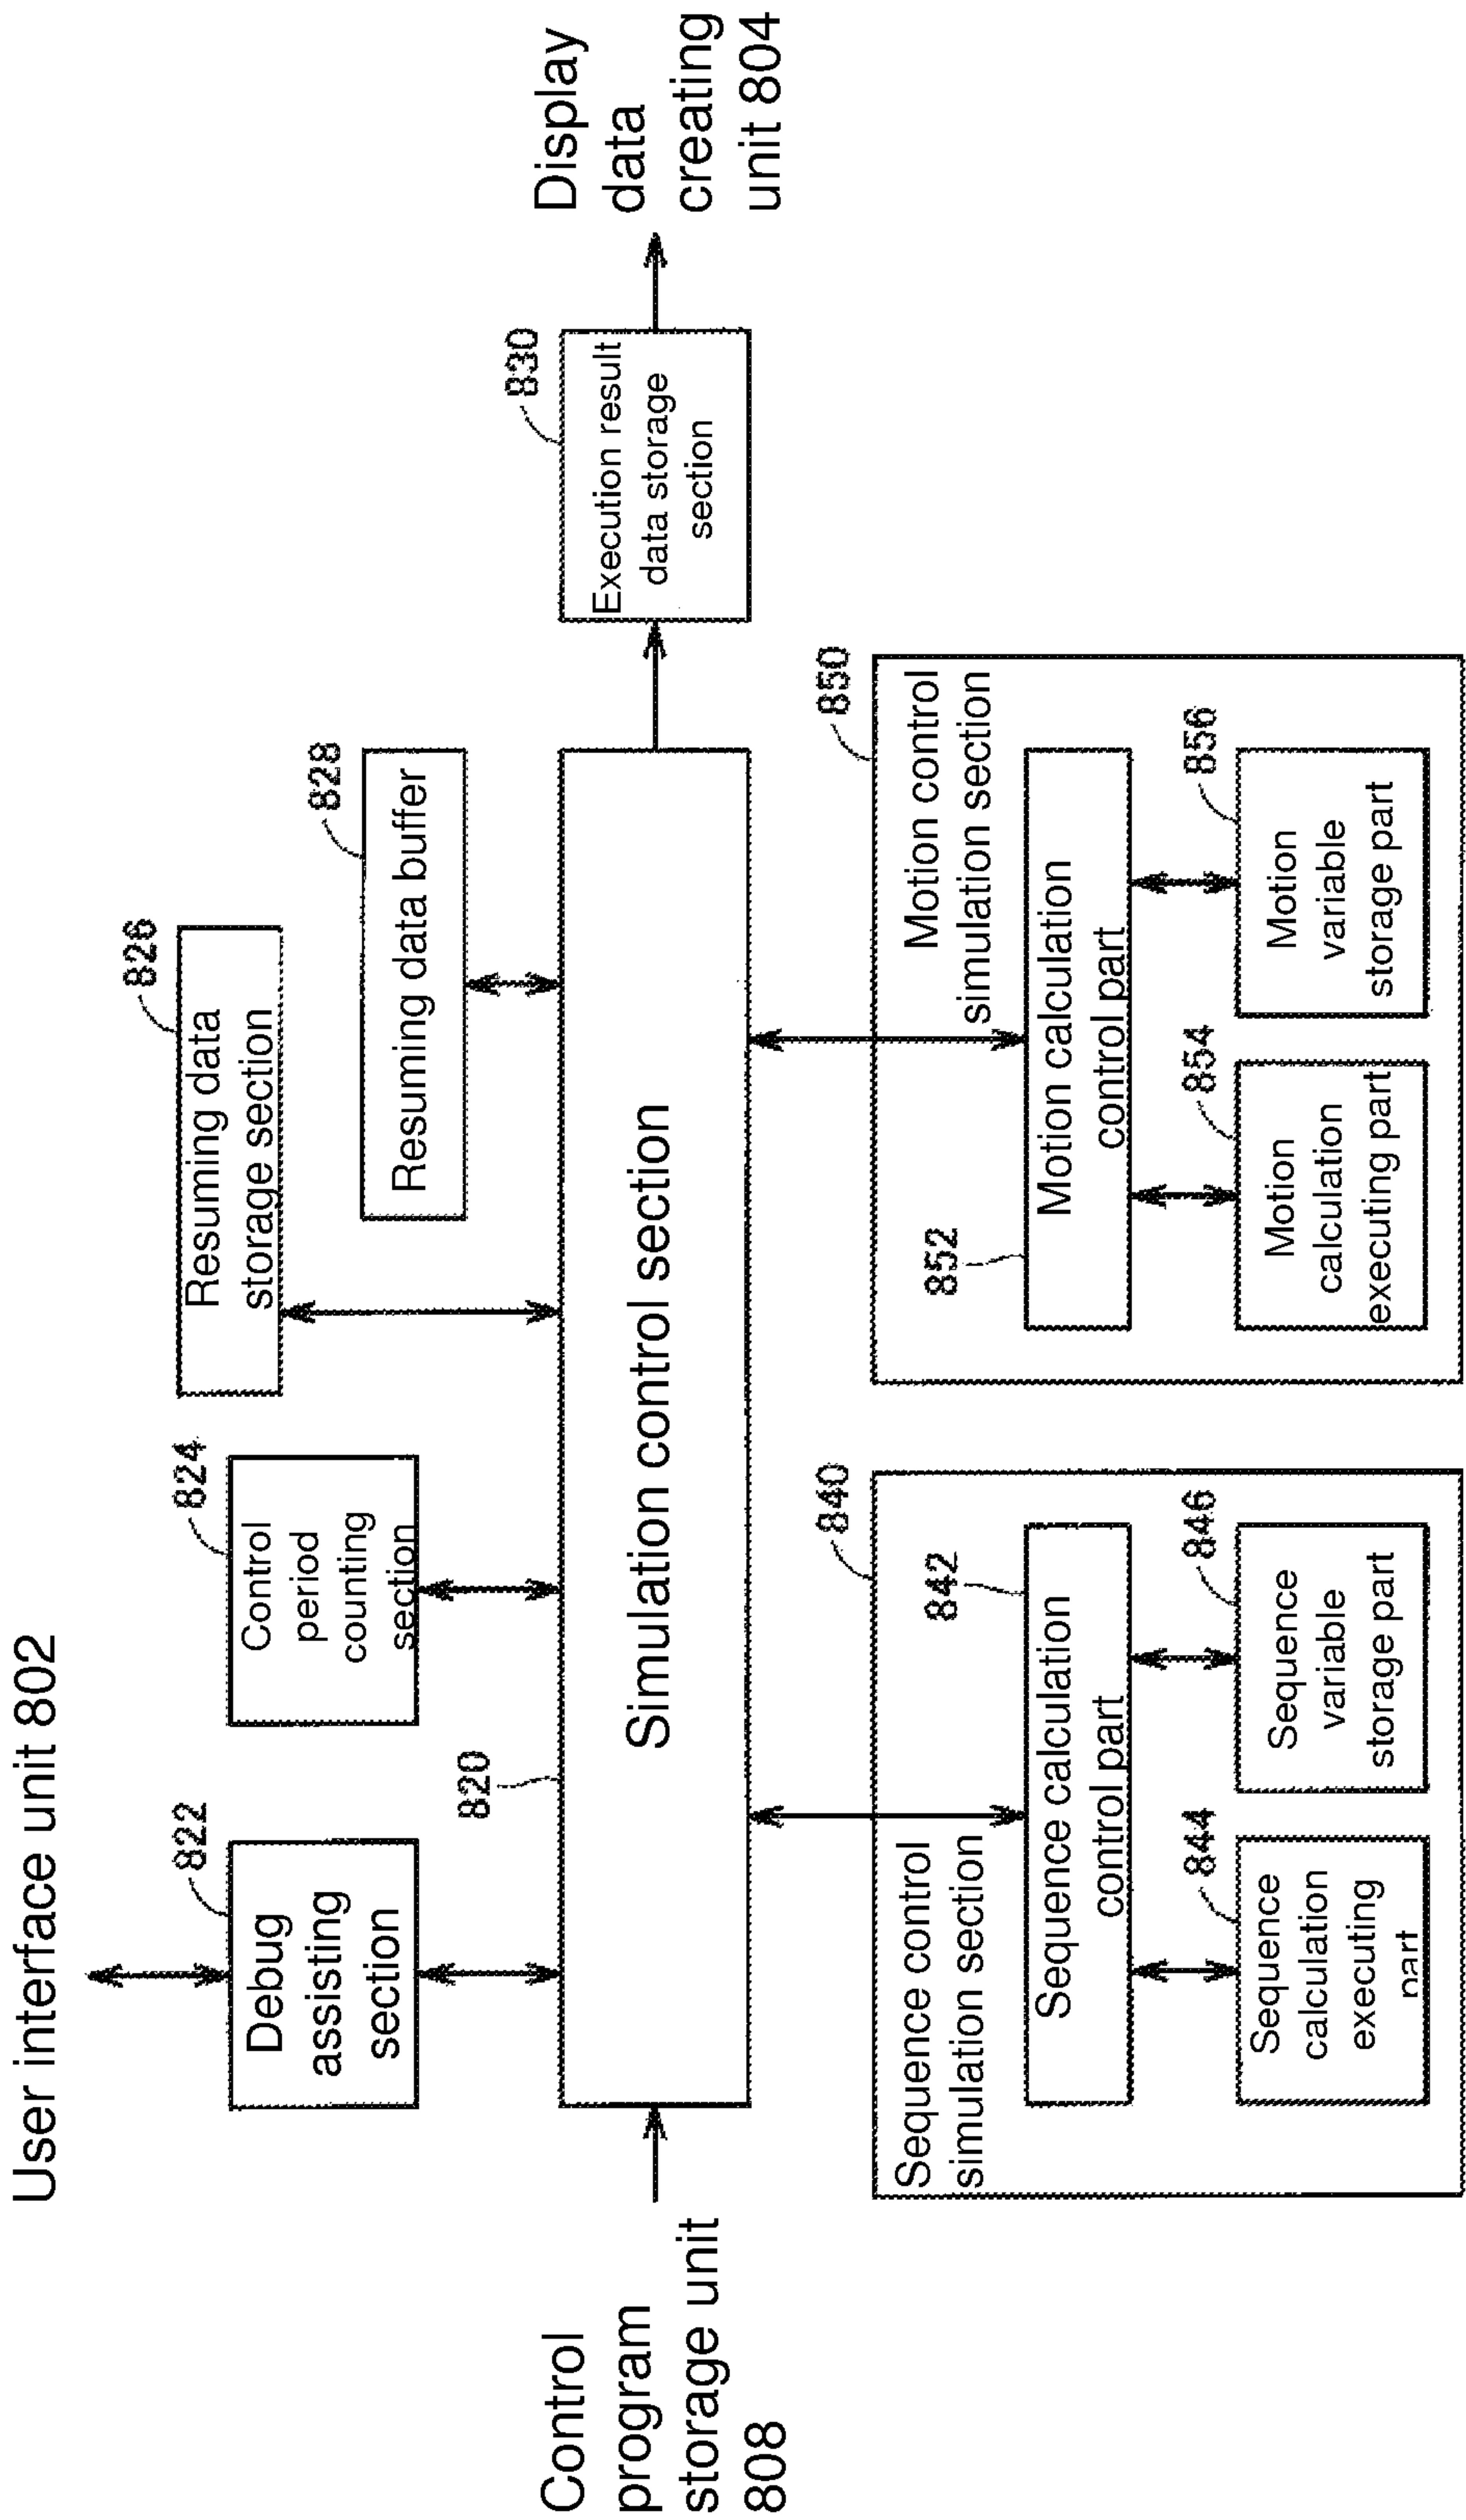 User interface unit 802
822
Debug
assisting
section
824
Control
period
counting
section
826
Resuming data
storage section
828
Resuming data buffer
820
Simulation control section
Control
program
storage unit
808
830
Execution result
data storage
section
Display
data
creating
unit 804
840
Sequence control
simulation section
842
Sequence calculation
control part
844
Sequence
calculation
executing
part
846
Sequence
variable
storage part
850
Motion control
simulation section
852
Motion calculation
control part
854
Motion
calculation
executing part
856
Motion
variable
storage part